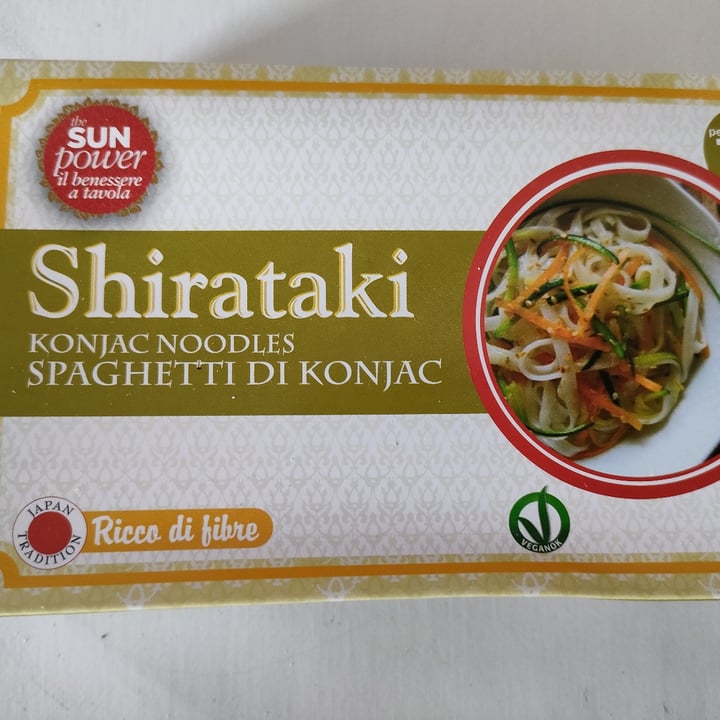 the
SUN
power
il benessere
a tavola
Shirataki
KONJAC NOODLES
SPAGHETTI DI KONJAC
JAPAN
TRADITION
Ricco di fibre
VEGANOK